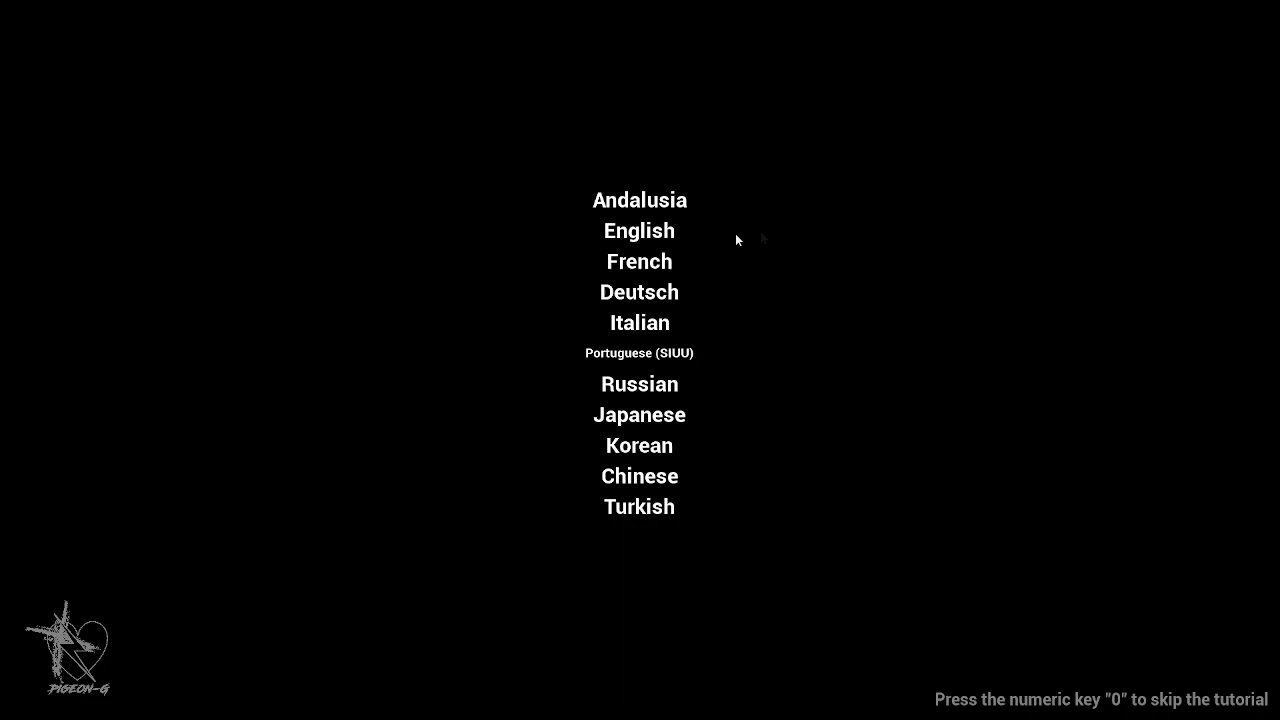 Andalusia
English
French
Deutsch
Italian
Portuguese (SIUU)
Russian
Japanese
Korean
Chinese
Turkish
PIGEON-G
Press the numeric key "0" to skip the tutorial